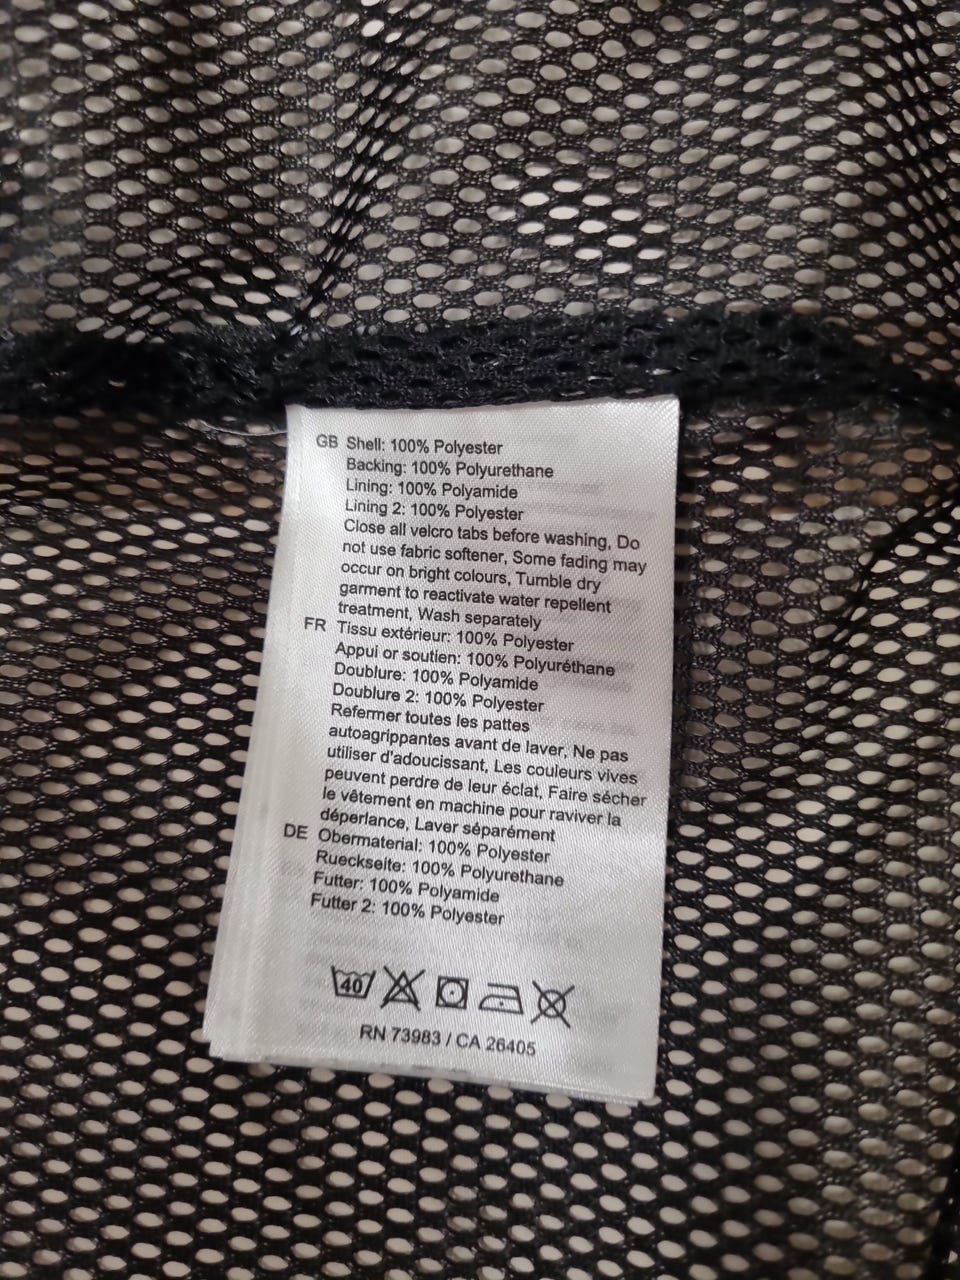 GB Shell: 100% Polyester
Backing: 100% Polyurethane
Lining: 100% Polyamide
Lining 2: 100% Polyester
Close all velcro tabs before washing, Do
not use fabric softener, Some fading may
occur on bright colours, Tumble dry
garment to reactivate water repellent
treatment, Wash separately
FR Tissu extérieur: 100% Polyester
Appui or soutien: 100% Polyuréthane
Doublure: 100% Polyamide
Doublure 2: 100% Polyester
Refermer toutes les pattes
autoagrippantes avant de laver, Ne pas
utiliser d'adoucissant, Les couleurs vives
peuvent perdre de leur éclat, Faire sécher
le vêtement en machine pour raviver la
déperlance, Laver séparément
DE Obermaterial: 100% Polyester
Rueckseite: 100% Polyurethane
Futter: 100% Polyamide
Futter 2: 100% Polyester
40
RN 73983 / CA 26405